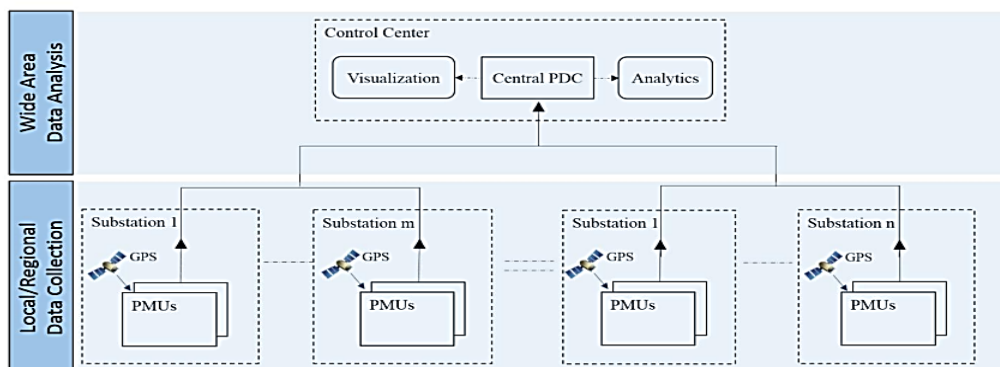 Wide Area
Data Analysis
Control Center
Visualization
Central PDC
Analytics
Local/Regional
Data Collection
Substation 1
GPS
PMUs
Substation m
GPS
PMUs
Substation 1
GPS
PMUs
Substation n
GPS
PMUs